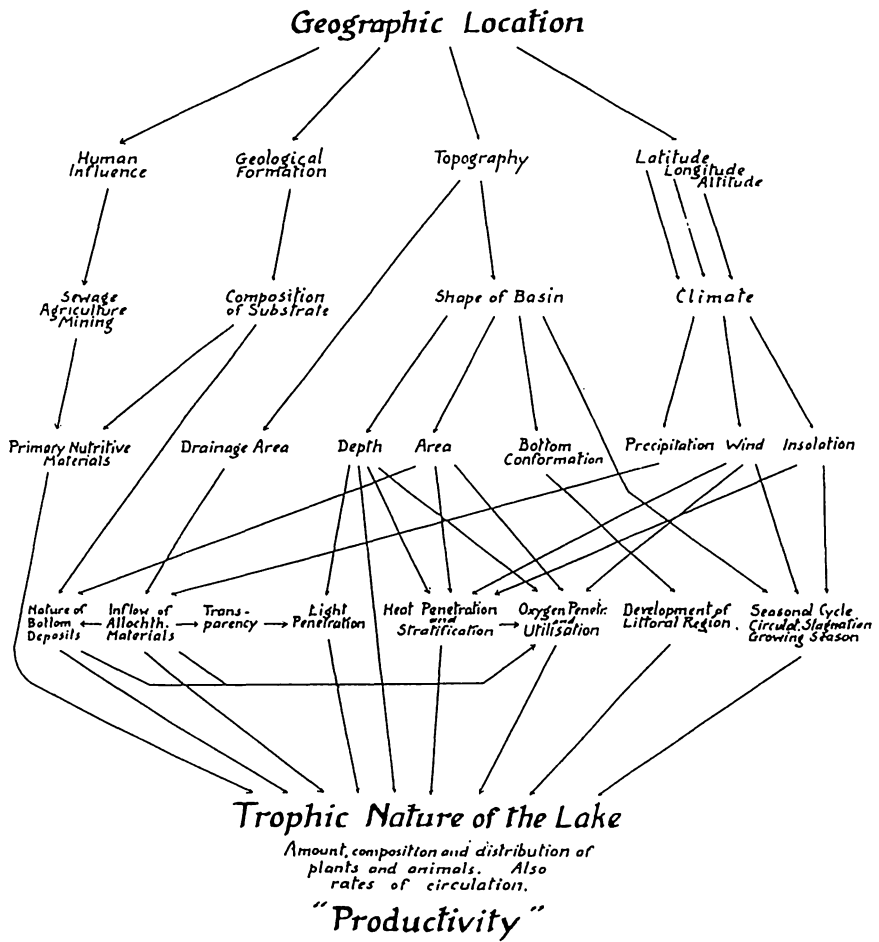 Geographic Location
Human
Influence
Geological
Formation
Topography
Latitude
Longitude
Altitude
Sewage
Agriculture
Mining
Composition
of Substrate
Shape of Basin
Climate
Primary Nutritive
Materials
Drainage Area
Depth
Area
Bottom
Conformation
Precipitation
Wind
Insolation
Nature of
Bottom
Deposits
Inflow of
Allochth.
Materials
Trans-
parency
Light
Penetration
Heat Penetration
and
Stratification
Oxygen Penetr.
and
Utilisation
Development of
Littoral Region.
Seasonal Cycle
Circulat. Stagnation
Growing Season
Trophic Nature of the Lake
Amount, composition and distribution of
plants and animals. Also
rates of circulation.
"Productivity"